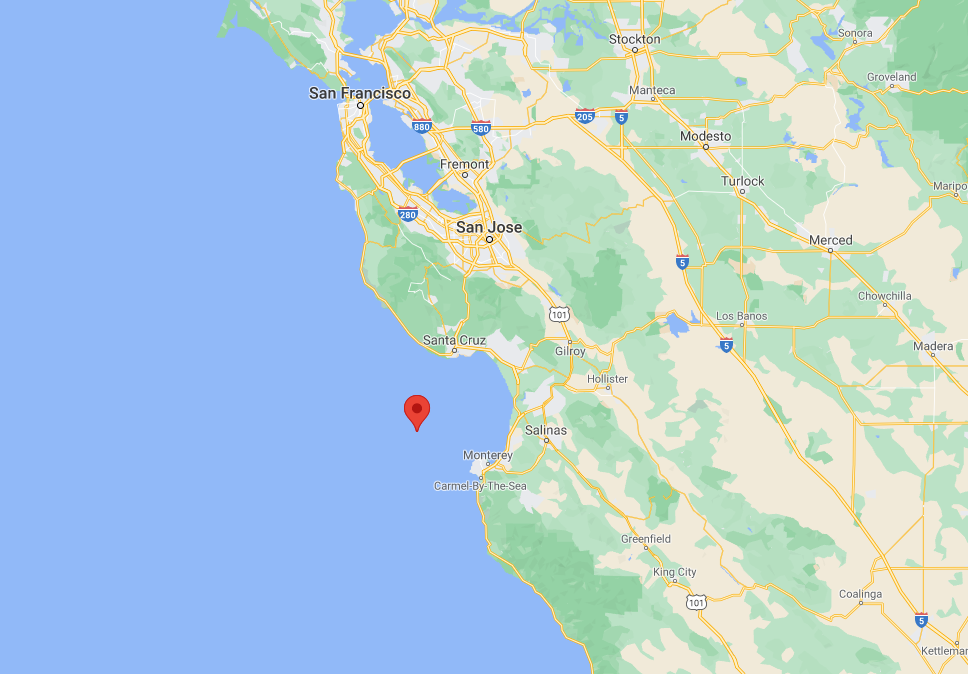 Sonora
Stockton
Groveland
Manteca
San Francisco
205
5
880
580
Modesto
Fremont
Turlock
Maripo
280
San Jose
Merced
5
Chowchilla
101
Los Banos
Santa Cruz
5
Madera
Gilroy
Hollister
Salinas
Monterey
Carmel-By-The-Sea
Greenfield
King City
Coalinga
101
5
Kettleman